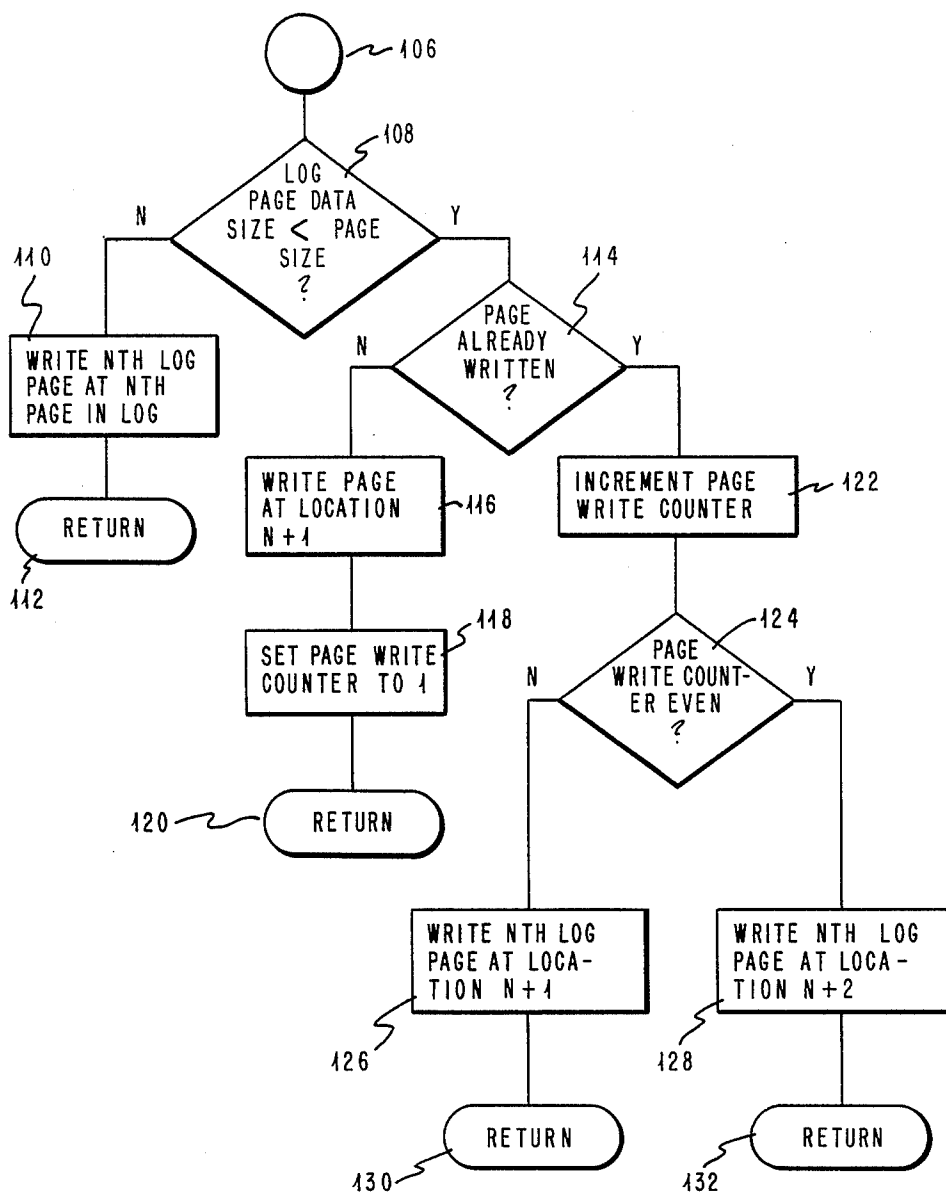 106
108
LOG
PAGE DATA
SIZE < PAGE
SIZE
?
N
Y
110
WRITE NTH LOG
PAGE AT NTH
PAGE IN LOG
RETURN
112
114
PAGE
ALREADY
WRITTEN
?
N
Y
WRITE PAGE
AT LOCATION
N+1
116
118
SET PAGE WRITE
COUNTER TO 1
120
RETURN
INCREMENT PAGE
WRITE COUNTER
122
124
PAGE
WRITE COUNT-
ER EVEN
?
N
Y
WRITE NTH LOG
PAGE AT LOCA-
TION N+1
126
RETURN
130
WRITE NTH LOG
PAGE AT LOCA-
TION N+2
128
RETURN
132